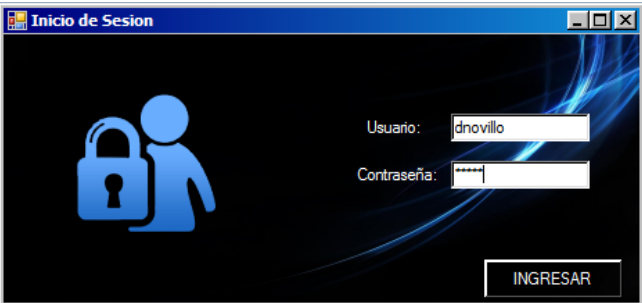 Inicio de Sesion
Usuario: dnovillo
Contraseña: *****
INGRESAR